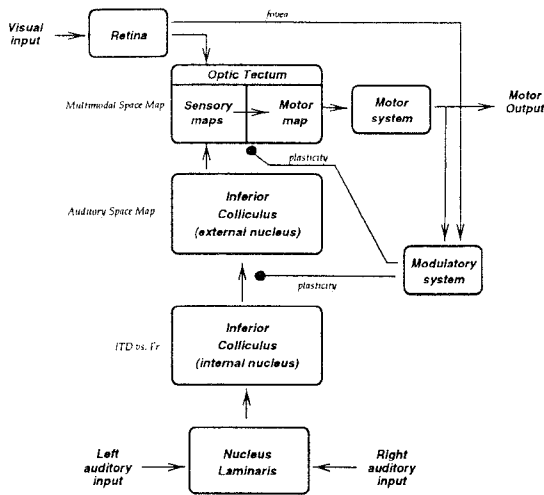 Visual
input
Retina
fovea
Optic Tectum
Multimodal Space Map
Sensory
maps
Motor
map
Motor
system
Motor
Output
plasticity
Auditory Space Map
Inferior
Colliculus
(external nucleus)
Modulatory
system
plasticity
ITD vs. Fr
Inferior
Colliculus
(internal nucleus)
Left
auditory
input
Nucleus
Laminaris
Right
auditory
input